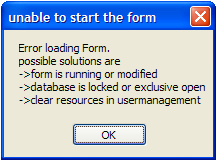 unable to start the form
Error loading Form.
possible solutions are
->form is running or modified
->database is locked or exclusive open
->clear resources in usermanagement
OK